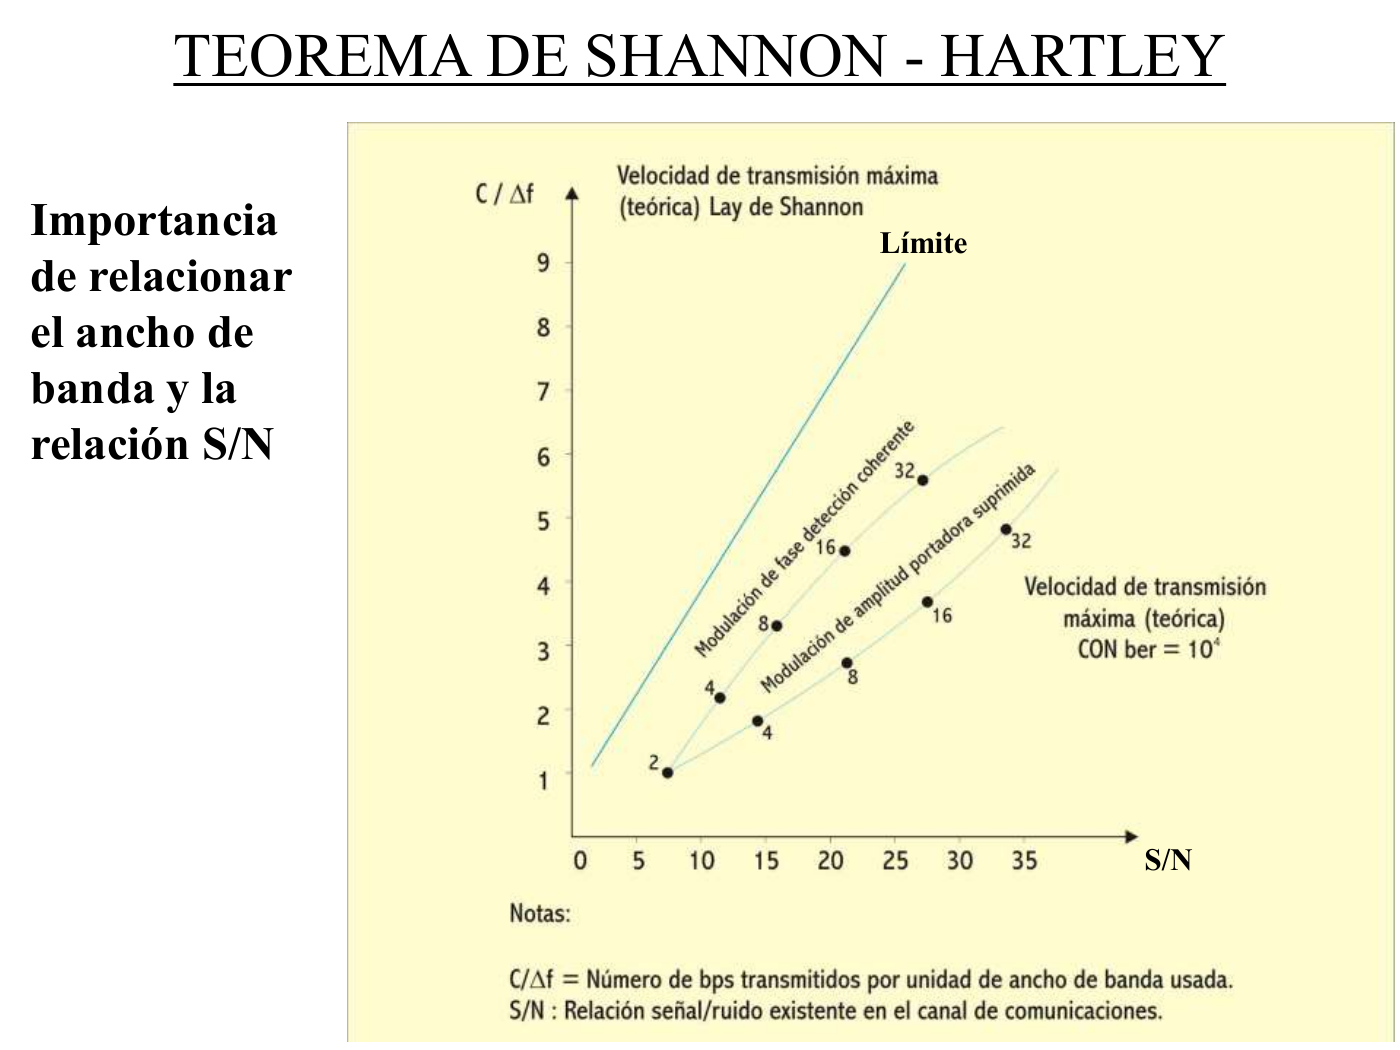 TEOREMA DE SHANNON - HARTLEY
Importancia
de relacionar
el ancho de
banda y la
relación S/N
C / Δf
Velocidad de transmisión máxima
(teórica) Lay de Shannon
Límite
9
8
7
6
5
4
3
2
1
Modulación de fase detección coherente
Modulación de amplitud portadora suprimida
32
16
8
4
2
32
16
8
4
Velocidad de transmisión
máxima (teórica)
CON ber = 10⁴
0 5 10 15 20 25 30 35
S/N
Notas:
C/Δf = Número de bps transmitidos por unidad de ancho de banda usada.
S/N : Relación señal/ruido existente en el canal de comunicaciones.